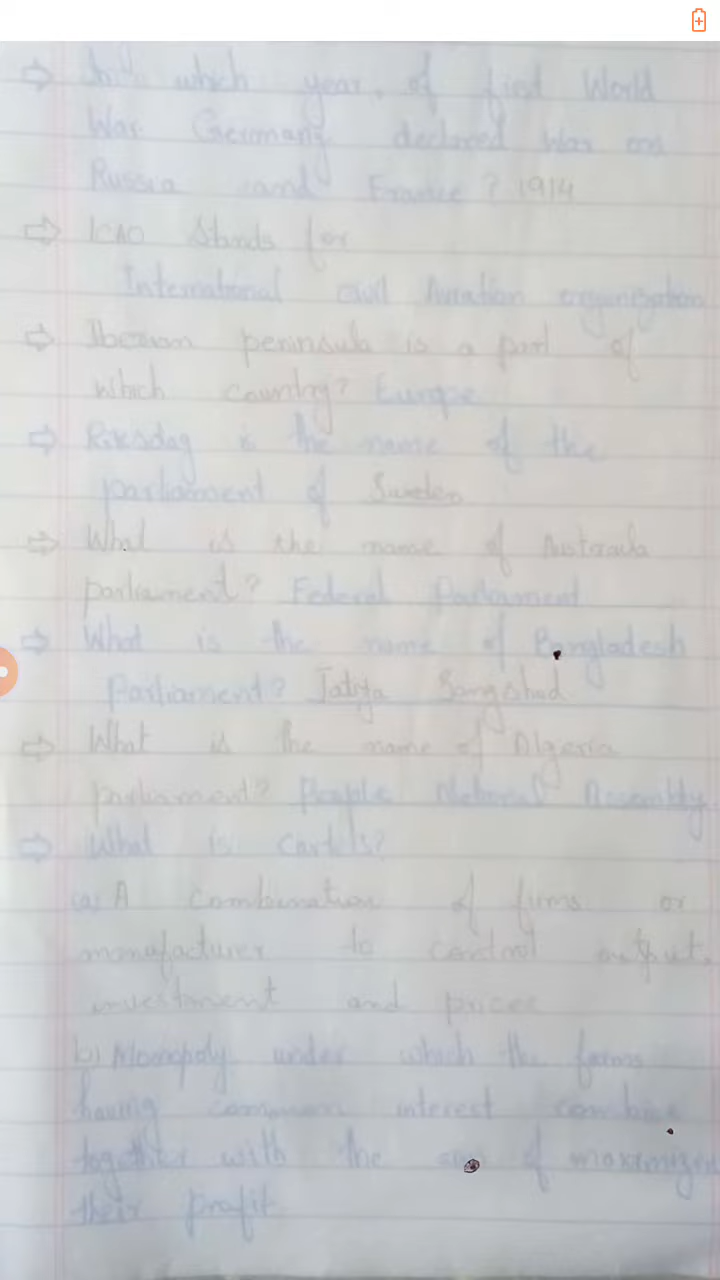 ⇒ In which year, of first World
War Germany declared War on
Russia and France? 1914
⇒ ICAO Stands for
International civil Aviation organization
⇒ Iberian peninsula is a part of
which country? Europe
⇒ Riksdag is the name of the
parliament of Sweden
⇒ What is the name of Australia
parliament? Federal Parliament
⇒ What is the name of Bangladesh
Parliament? Jatiya Sangshad
⇒ What is the name of Algeria
parliament? People National Assembly
⇒ What is cartels?
(a) A combination of firms or
manufacturer to control output,
investment and prices
b) Monopoly under which the farms
having common interest combine
together with the aim of maximizen
their profit